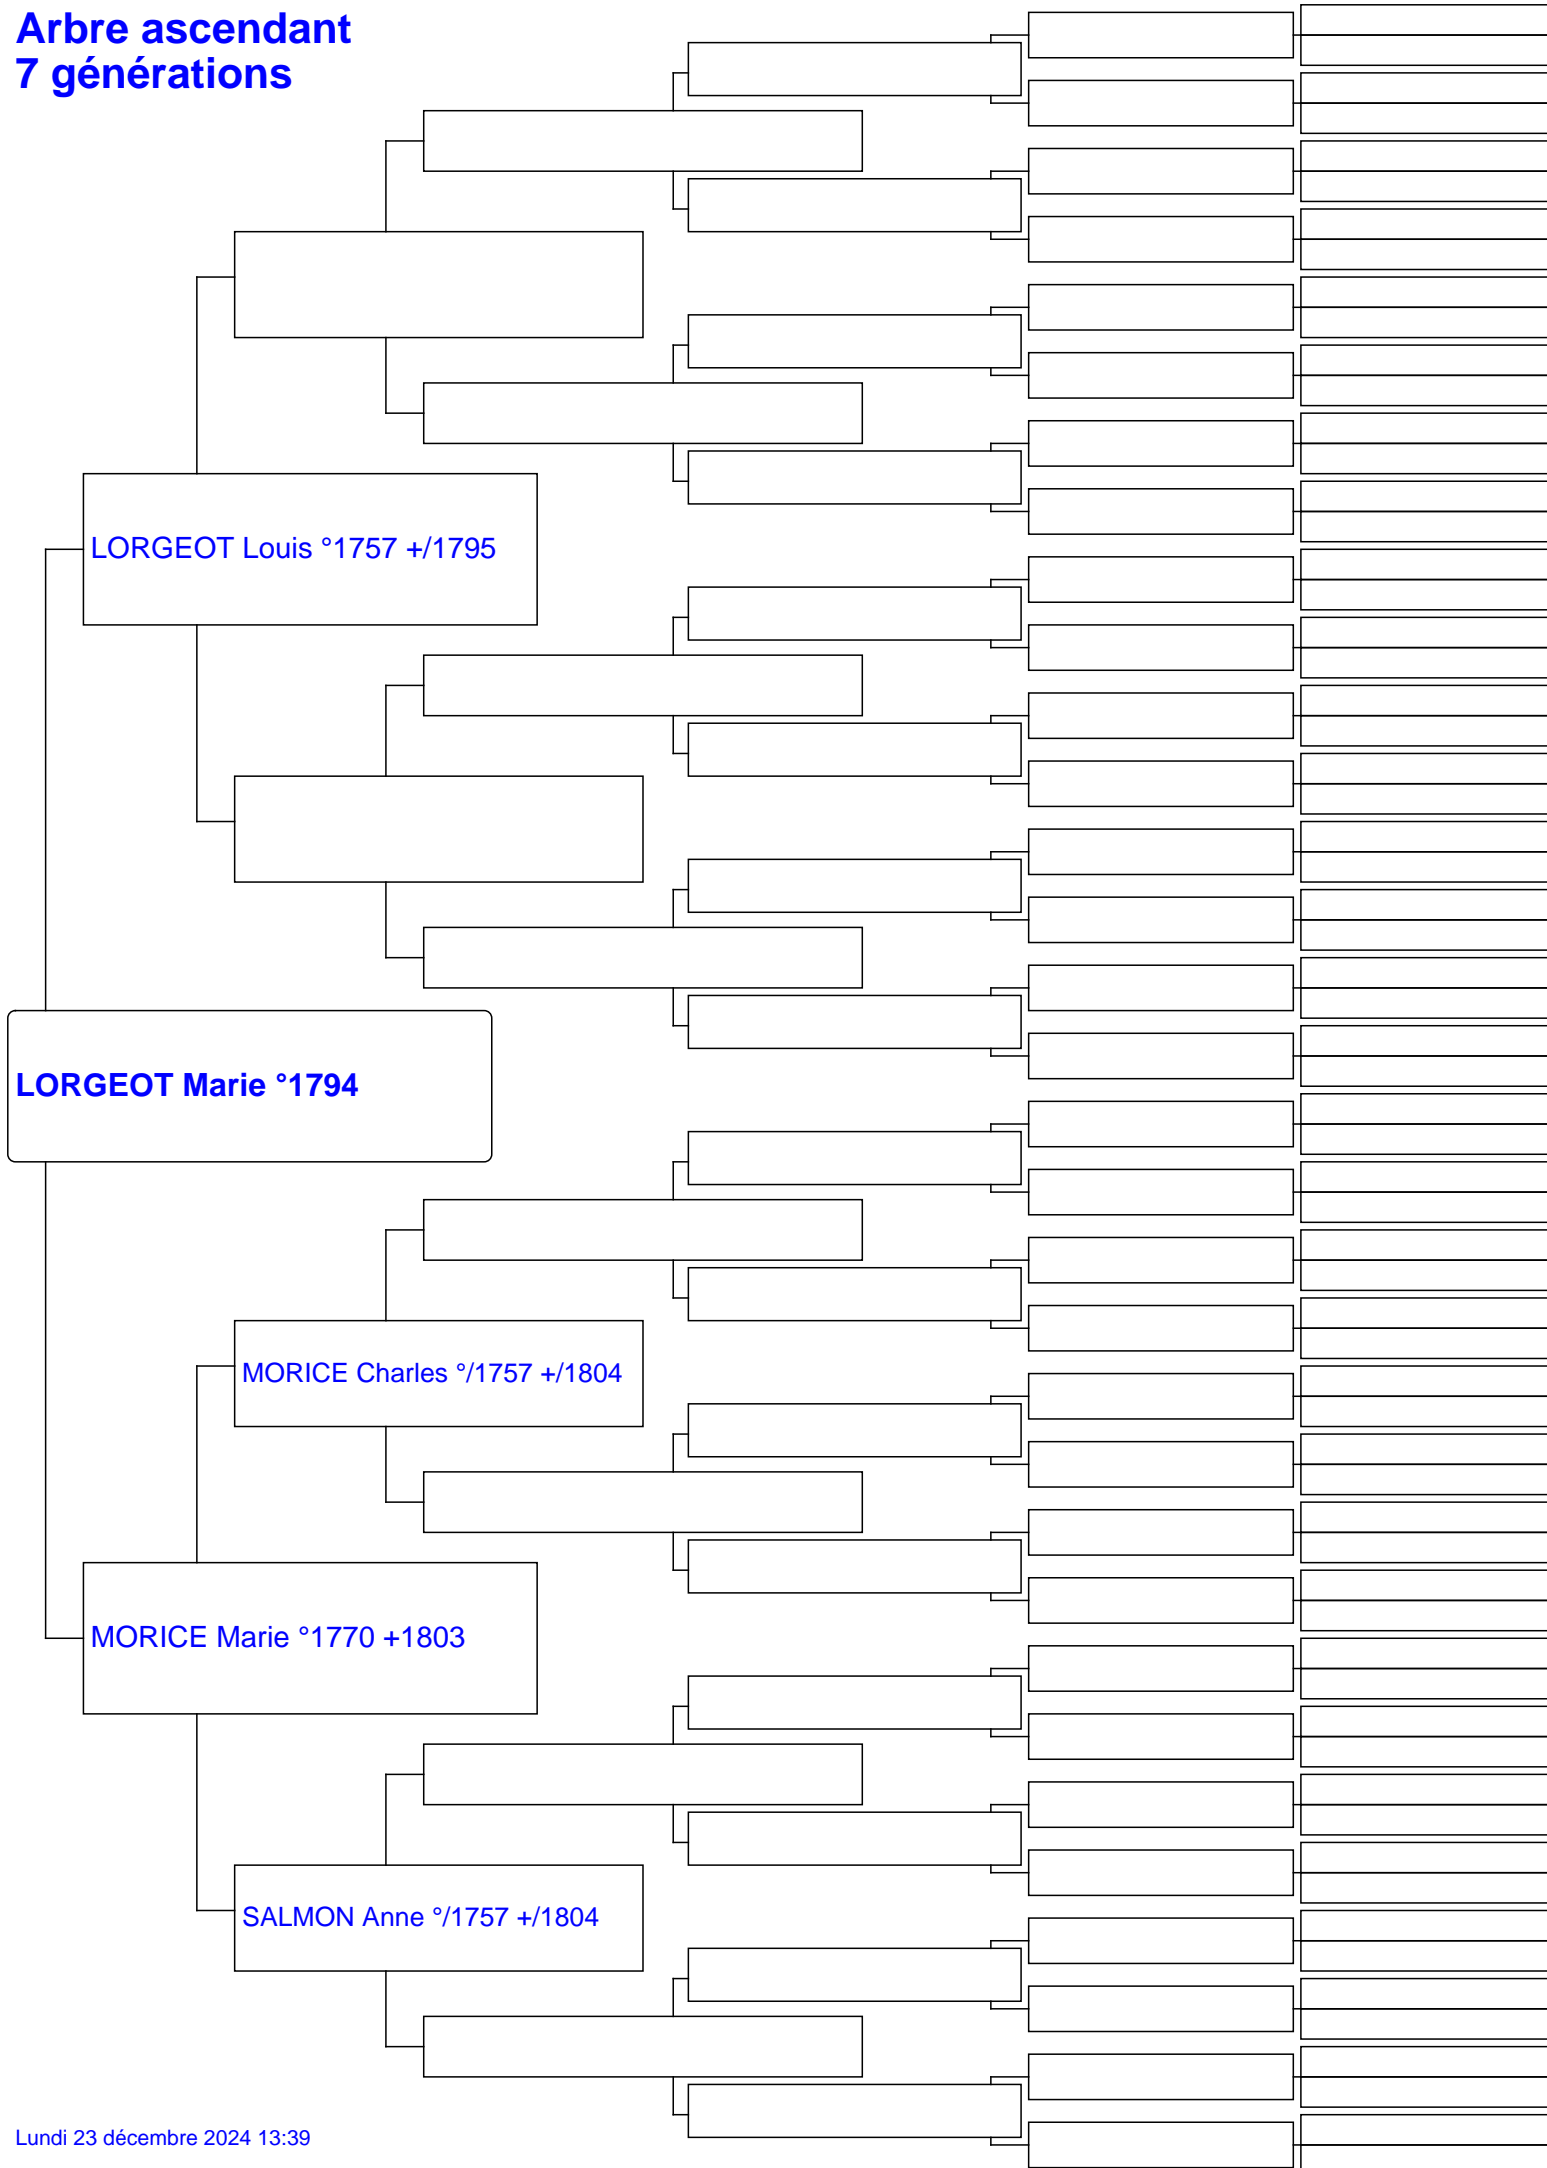 Arbre ascendant
7 générations
LORGEOT Louis °1757 +/1795
LORGEOT Marie °1794
MORICE Charles °/1757 +/1804
MORICE Marie °1770 +1803
SALMON Anne °/1757 +/1804
Lundi 23 décembre 2024 13:39